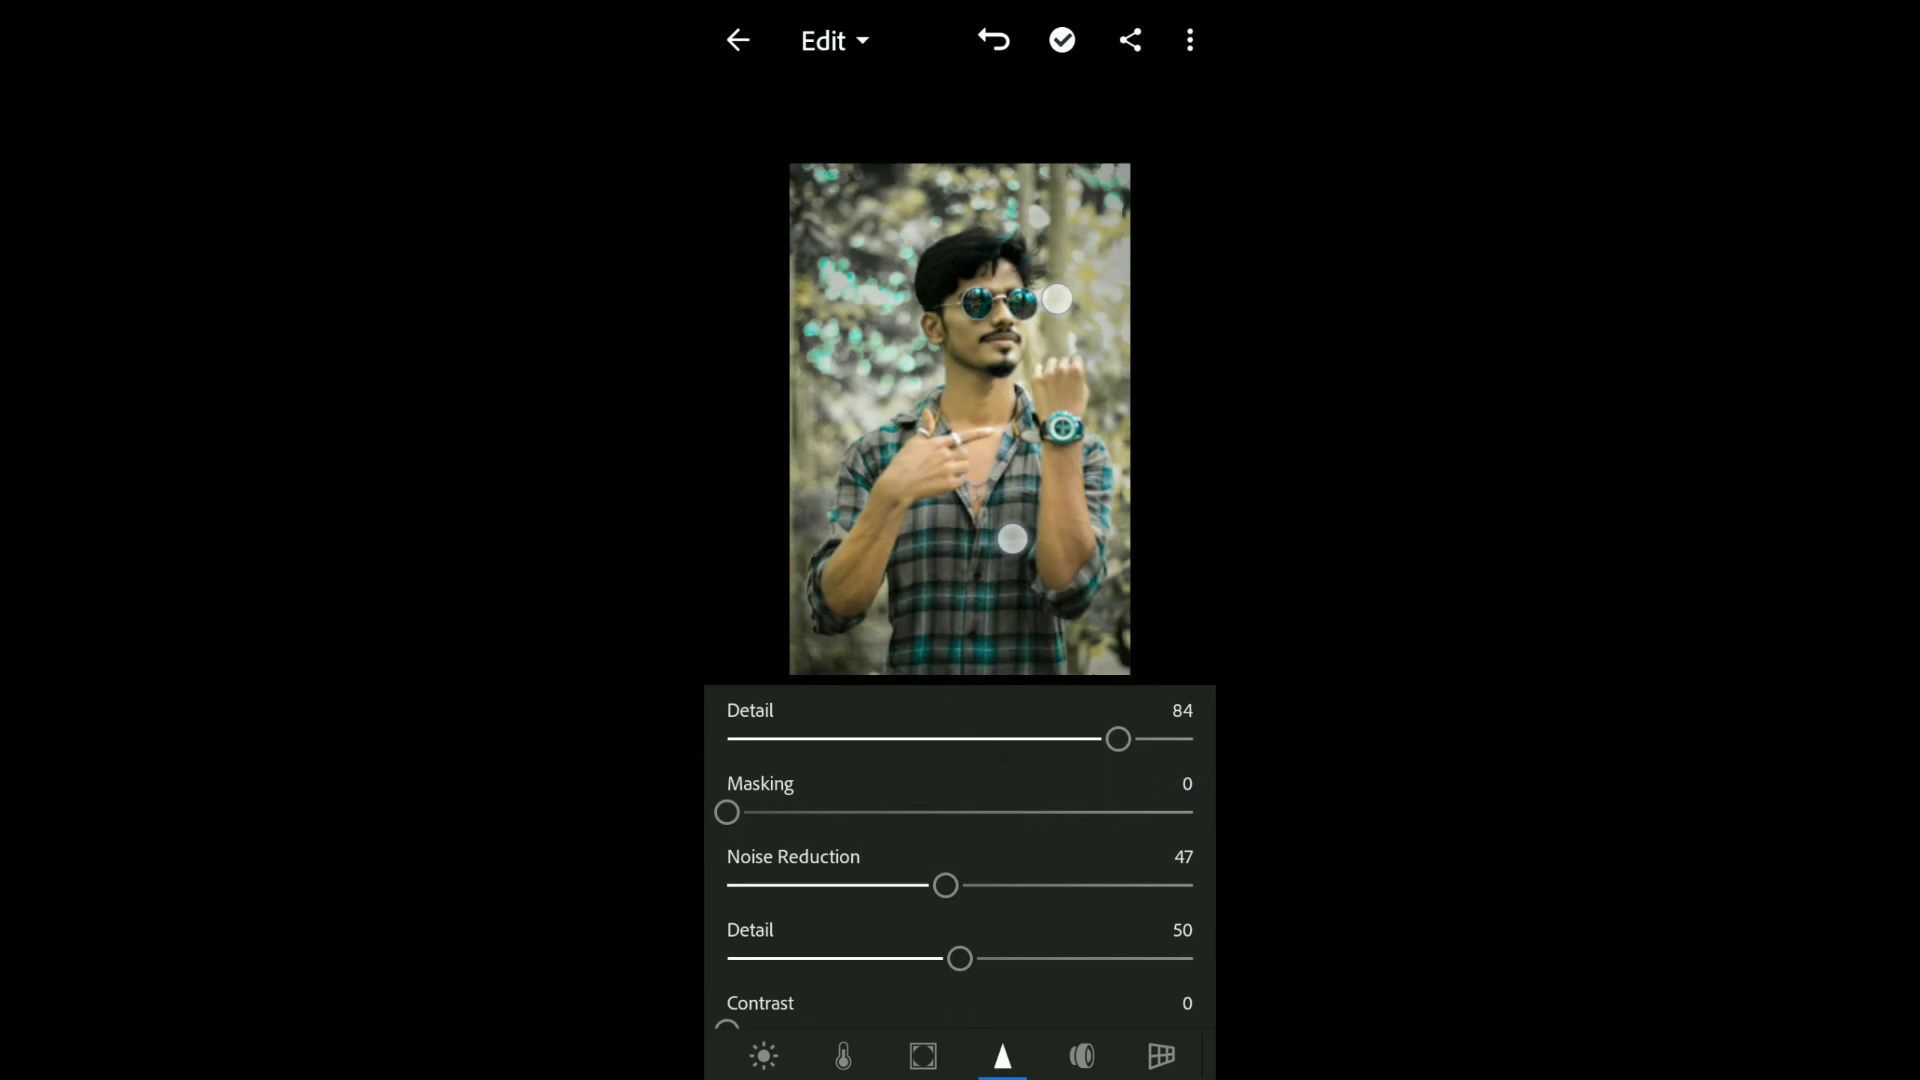 Edit
Detail 84
Masking 0
Noise Reduction 47
Detail 50
Contrast 0